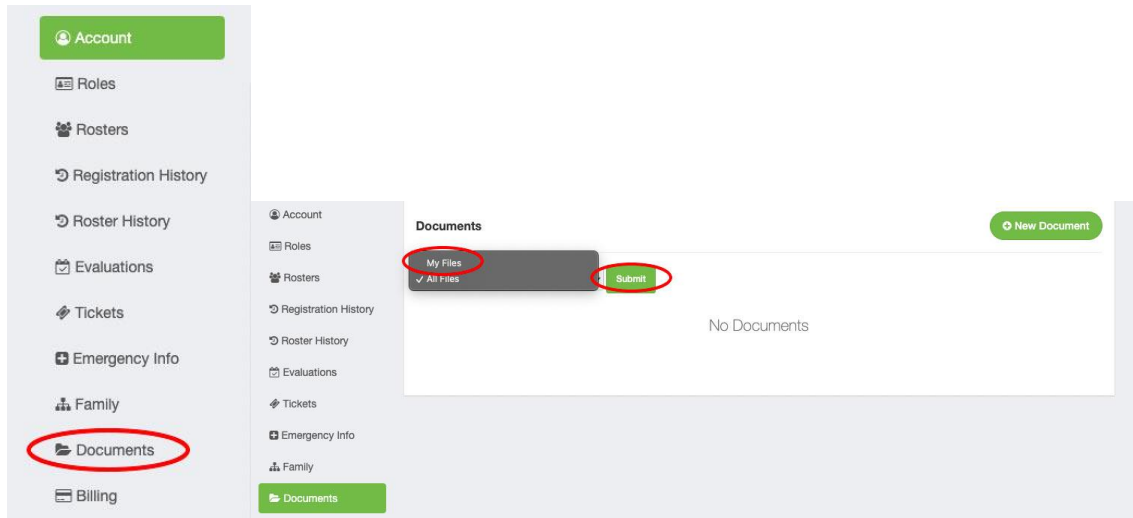 Account
Roles
Rosters
Registration History
Roster History
Evaluations
Tickets
Emergency Info
Family
Documents
Billing
Account
Roles
Rosters
Registration History
Roster History
Evaluations
Tickets
Emergency Info
Family
Documents
Documents
New Document
My Files
✓ All Files
Submit
No Documents